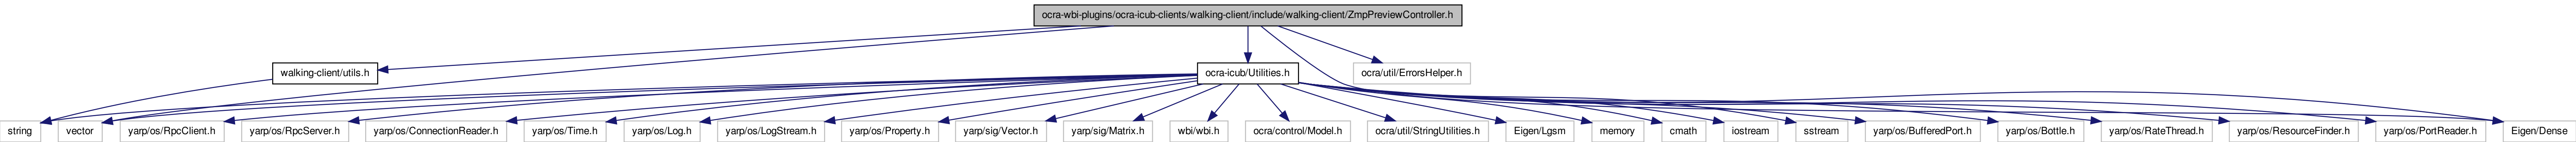 ocra-wbi-plugins/ocra-icub-clients/walking-client/include/walking-client/ZmpPreviewController.h
walking-client/utils.h
ocra-icub/Utilities.h
ocra/util/ErrorsHelper.h
string
vector
yarp/os/RpcClient.h
yarp/os/RpcServer.h
yarp/os/ConnectionReader.h
yarp/os/Time.h
yarp/os/Log.h
yarp/os/LogStream.h
yarp/os/Property.h
yarp/sig/Vector.h
yarp/sig/Matrix.h
wbi/wbi.h
ocra/control/Model.h
ocra/util/StringUtilities.h
Eigen/Lgsm
memory
cmath
iostream
sstream
yarp/os/BufferedPort.h
yarp/os/Bottle.h
yarp/os/RateThread.h
yarp/os/ResourceFinder.h
yarp/os/PortReader.h
Eigen/Dense